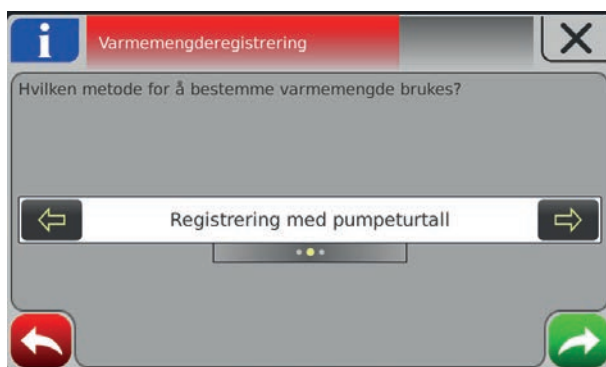 i
Varmemengderegistrering
Hvilken metode for å bestemme varmemengde brukes?
Registrering med pumpeturtall